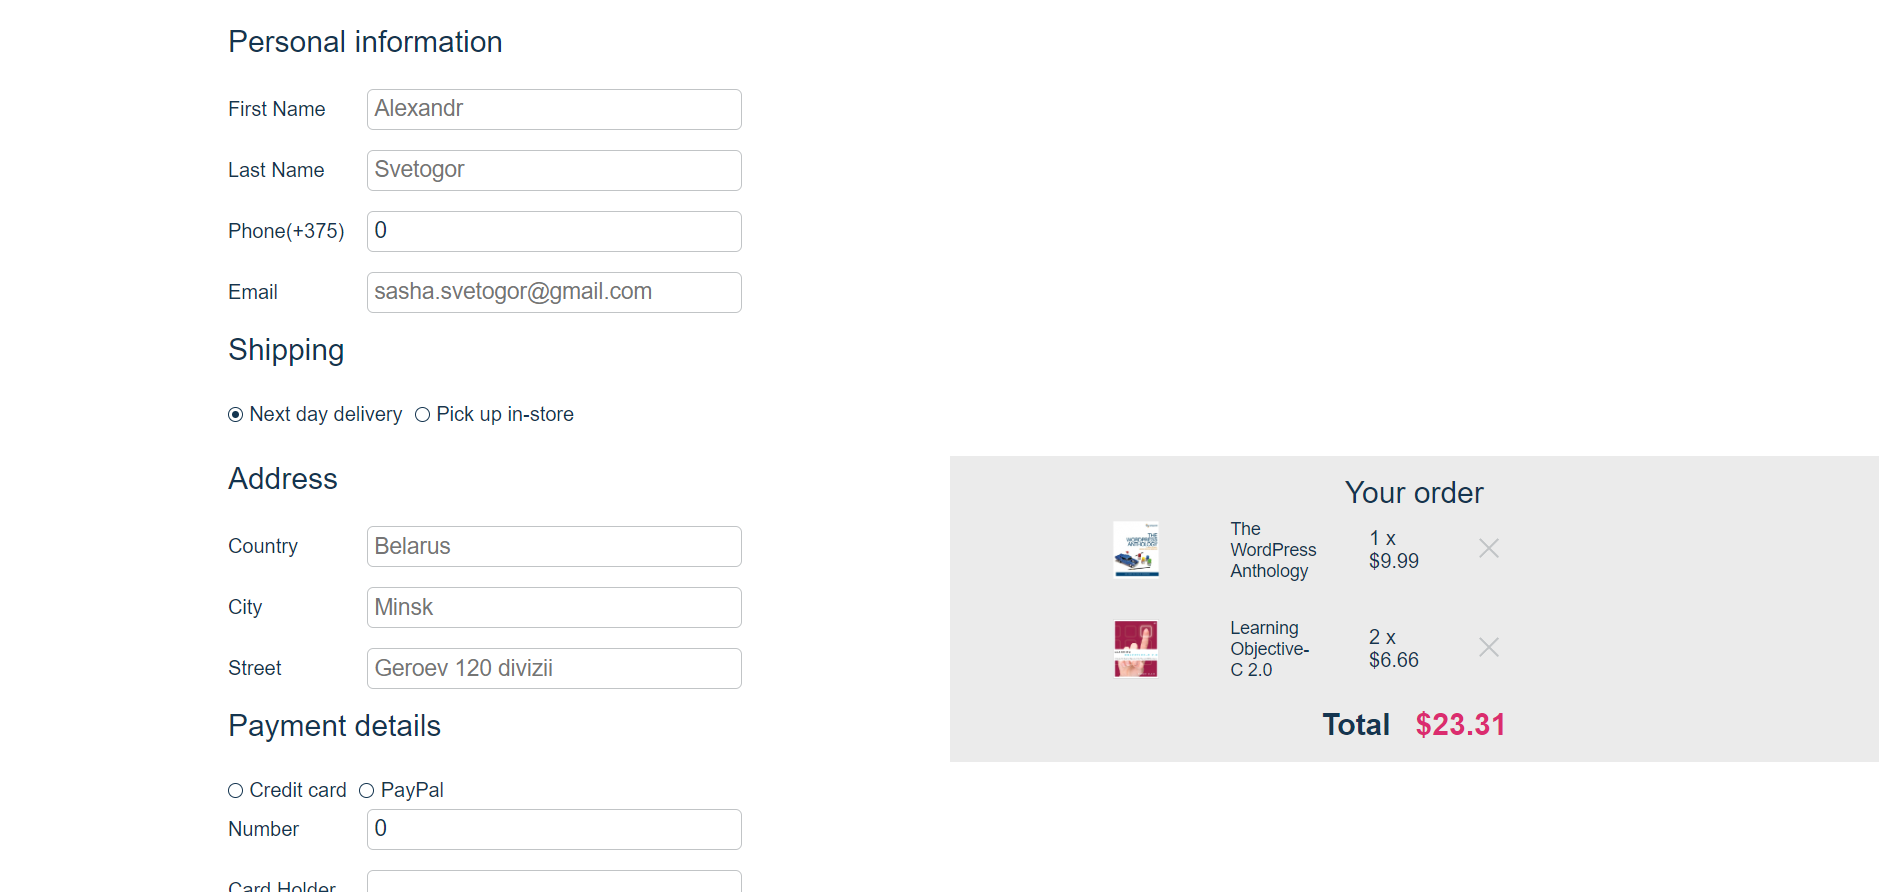 Personal information
First Name
Alexandr
Last Name
Svetogor
Phone(+375)
0
Email
sasha.svetogor@gmail.com
Shipping
Next day delivery
Pick up in-store
Address
Country
Belarus
City
Minsk
Street
Geroev 120 divizii
Payment details
Credit card
PayPal
Number
0
Card Holder
Your order
THE
WORDPRESS
ANTHOLOGY
The
WordPress
Anthology
1 x
$9.99
Learning
Objective-
C 2.0
2 x
$6.66
Total $23.31